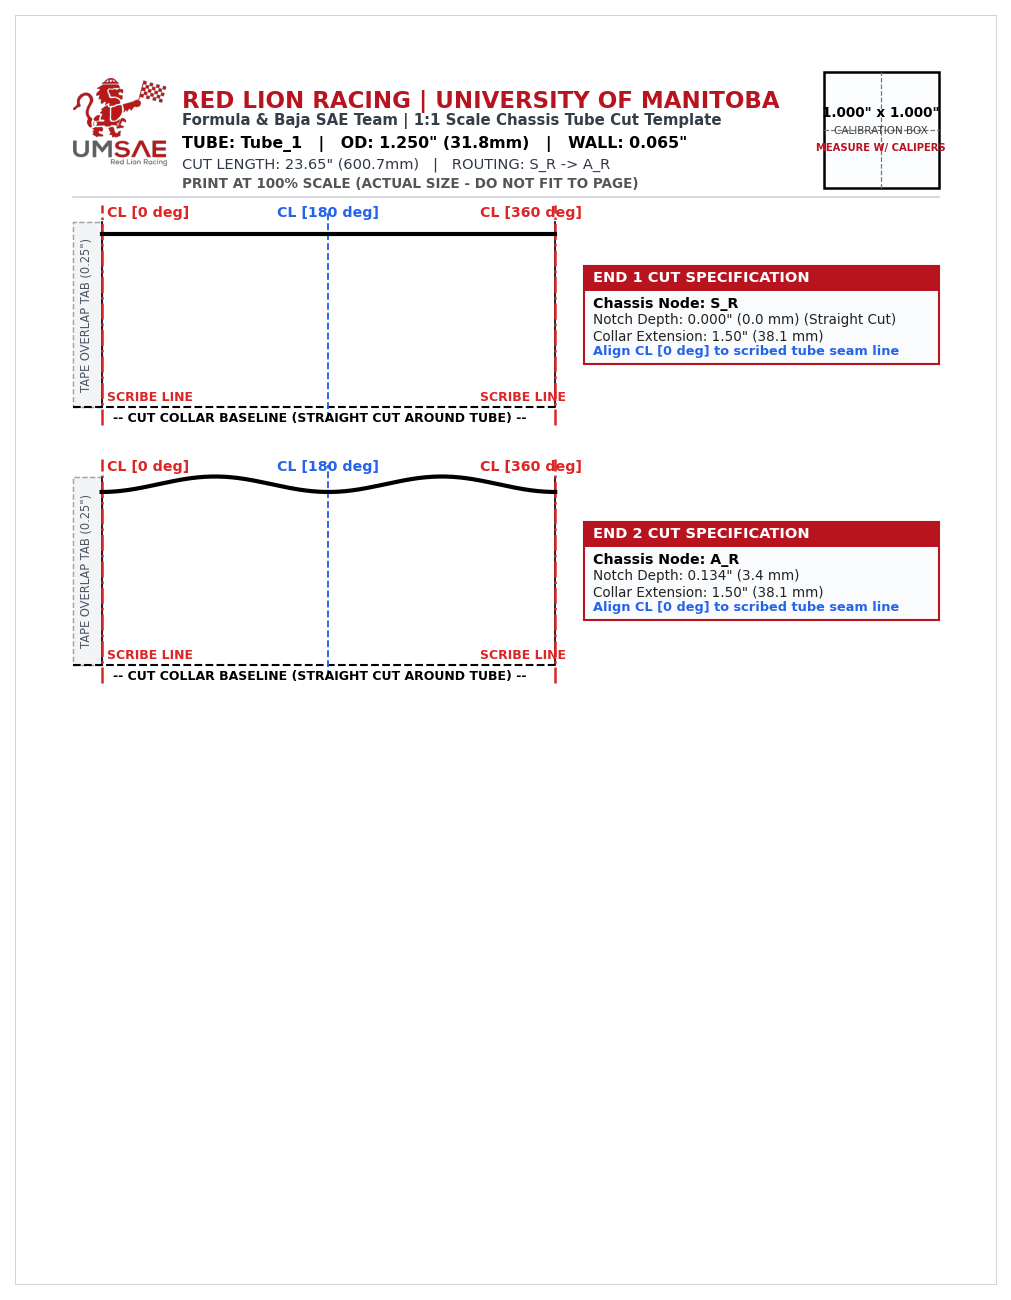 UMSAE
Red Lion Racing
RED LION RACING | UNIVERSITY OF MANITOBA
Formula & Baja SAE Team | 1:1 Scale Chassis Tube Cut Template
TUBE: Tube_1 | OD: 1.250" (31.8mm) | WALL: 0.065"
CUT LENGTH: 23.65" (600.7mm) | ROUTING: S_R -> A_R
PRINT AT 100% SCALE (ACTUAL SIZE - DO NOT FIT TO PAGE)
1.000" x 1.000"
CALIBRATION BOX
MEASURE W/ CALIPERS
CL [0 deg] CL [180 deg] CL [360 deg]
TAPE OVERLAP TAB (0.25")
SCRIBE LINE SCRIBE LINE
-- CUT COLLAR BASELINE (STRAIGHT CUT AROUND TUBE) --
END 1 CUT SPECIFICATION
Chassis Node: S_R
Notch Depth: 0.000" (0.0 mm) (Straight Cut)
Collar Extension: 1.50" (38.1 mm)
Align CL [0 deg] to scribed tube seam line
CL [0 deg] CL [180 deg] CL [360 deg]
TAPE OVERLAP TAB (0.25")
SCRIBE LINE SCRIBE LINE
-- CUT COLLAR BASELINE (STRAIGHT CUT AROUND TUBE) --
END 2 CUT SPECIFICATION
Chassis Node: A_R
Notch Depth: 0.134" (3.4 mm)
Collar Extension: 1.50" (38.1 mm)
Align CL [0 deg] to scribed tube seam line